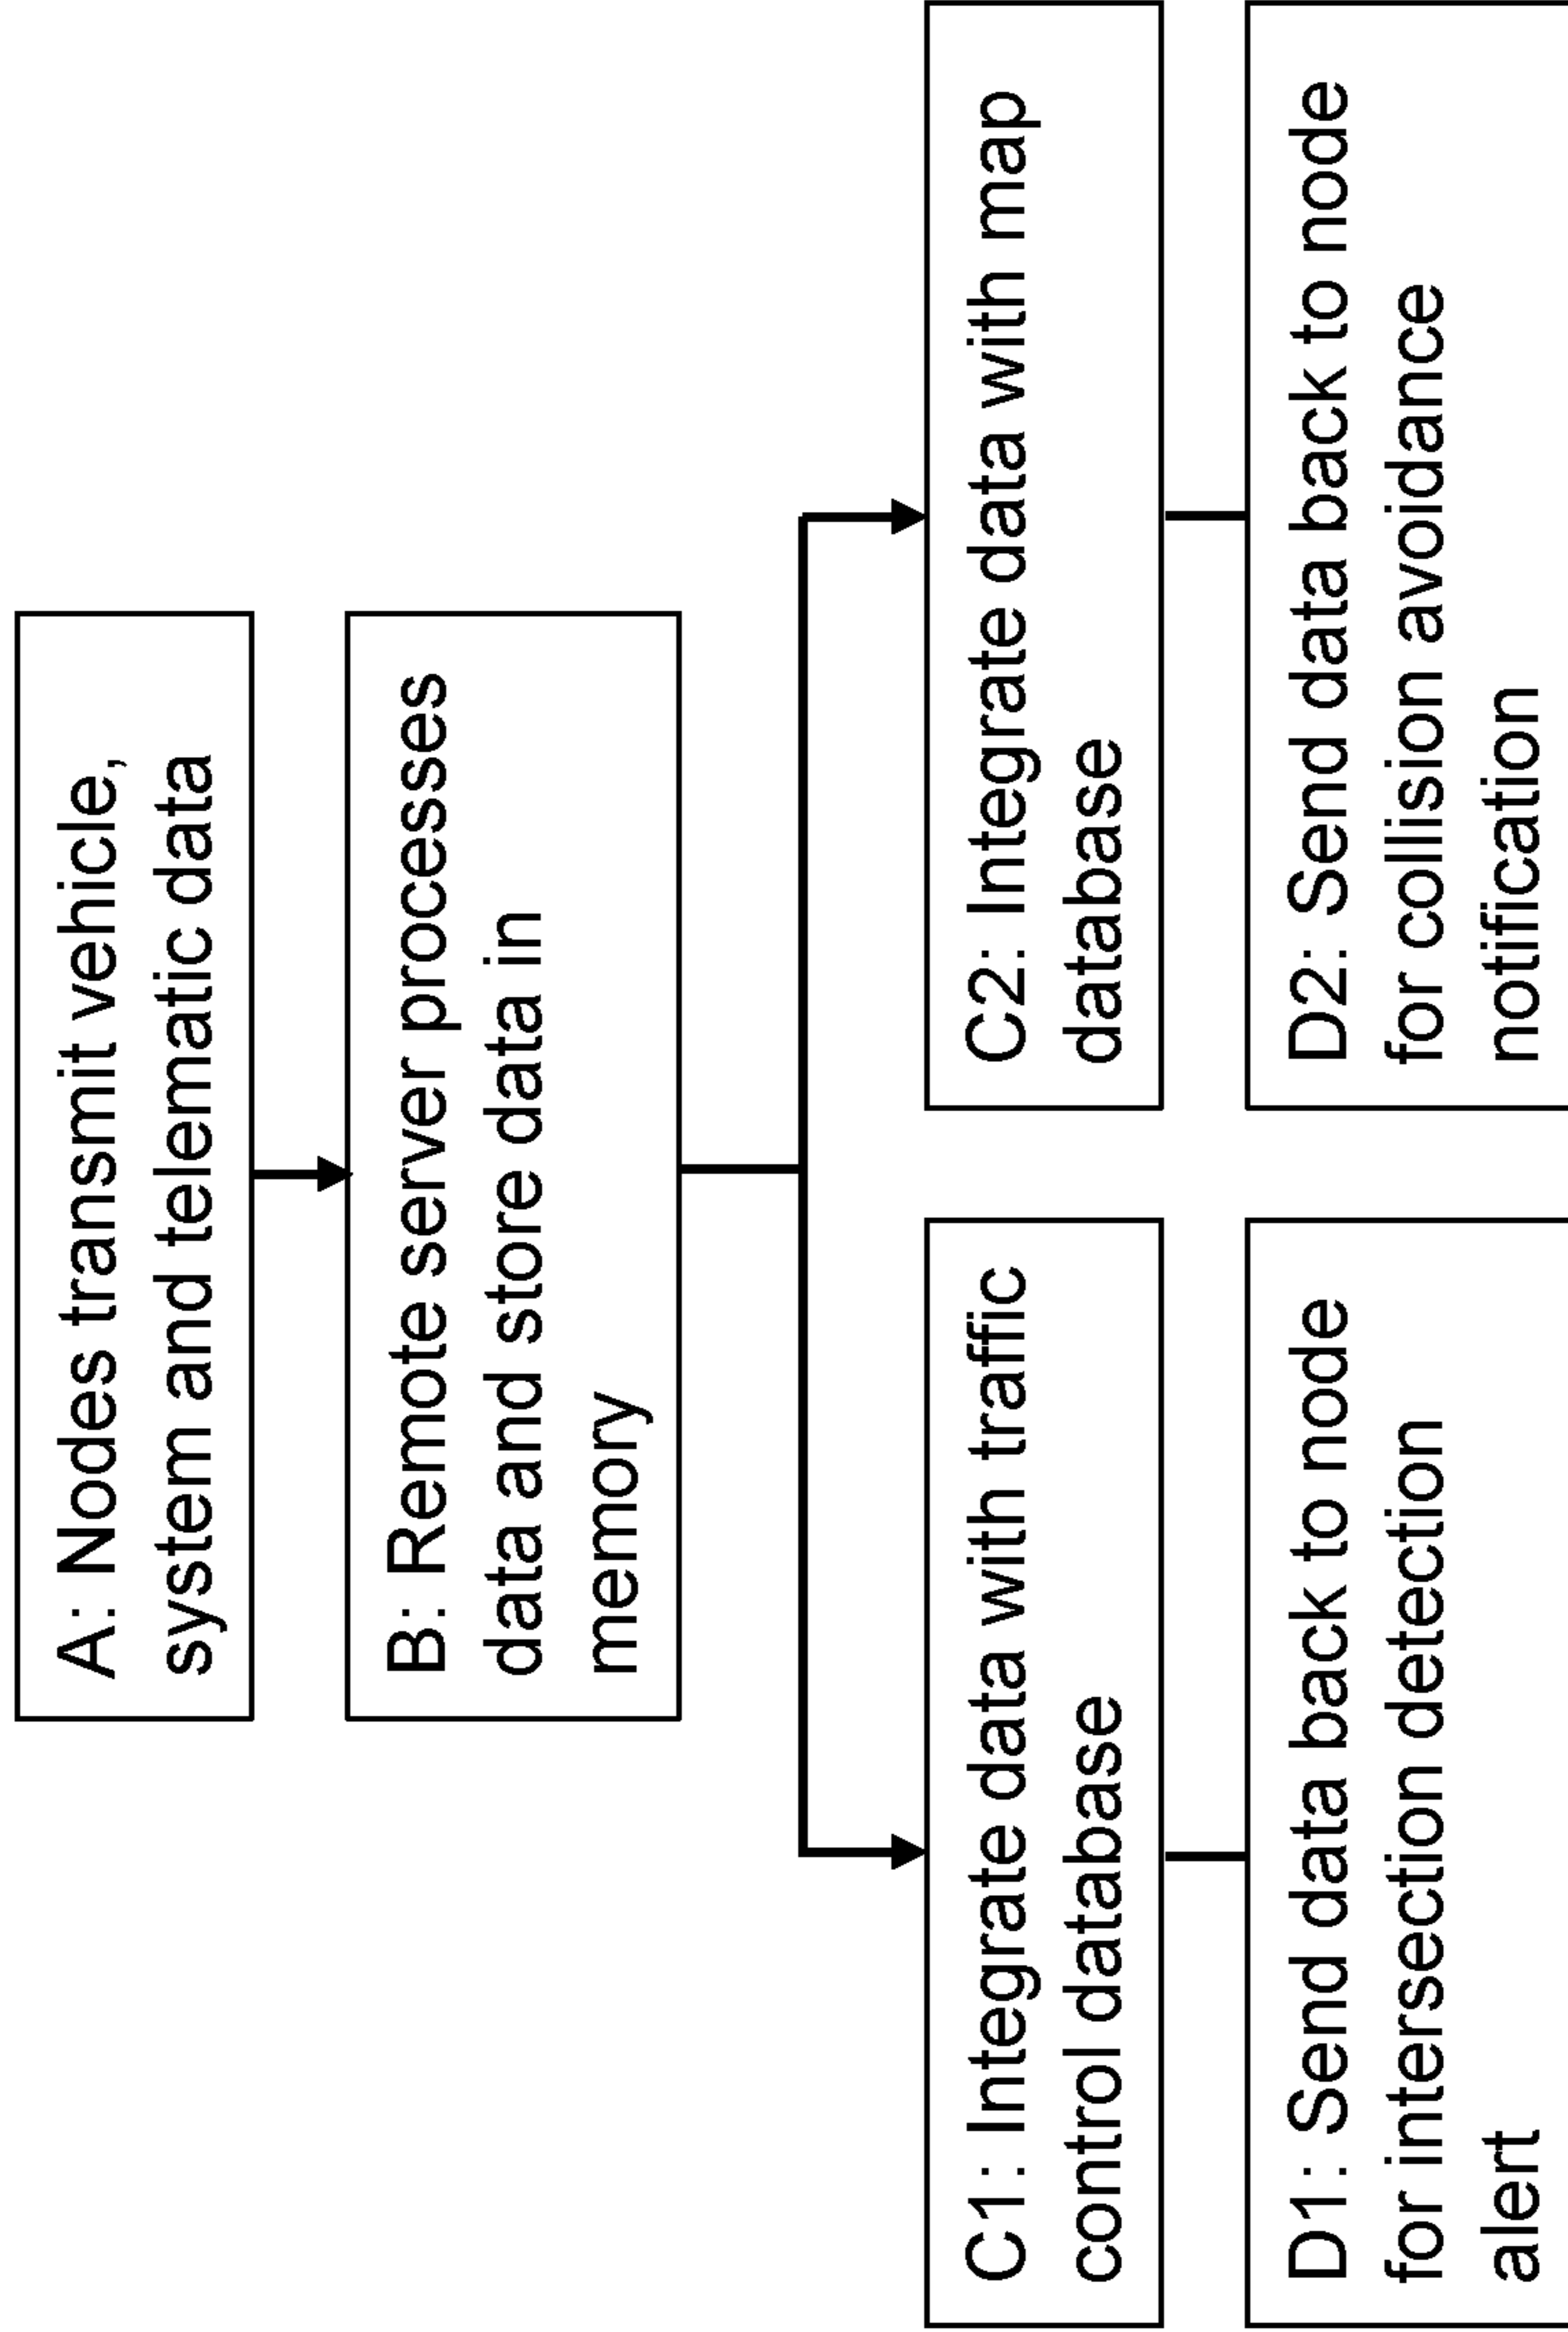 A: Nodes transmit vehicle,
system and telematic data
B: Remote server processes
data and store data in
memory
C1: Integrate data with traffic
control database
C2: Integrate data with map
database
D1: Send data back to node
for intersection detection
alert
D2: Send data back to node
for collision avoidance
notification